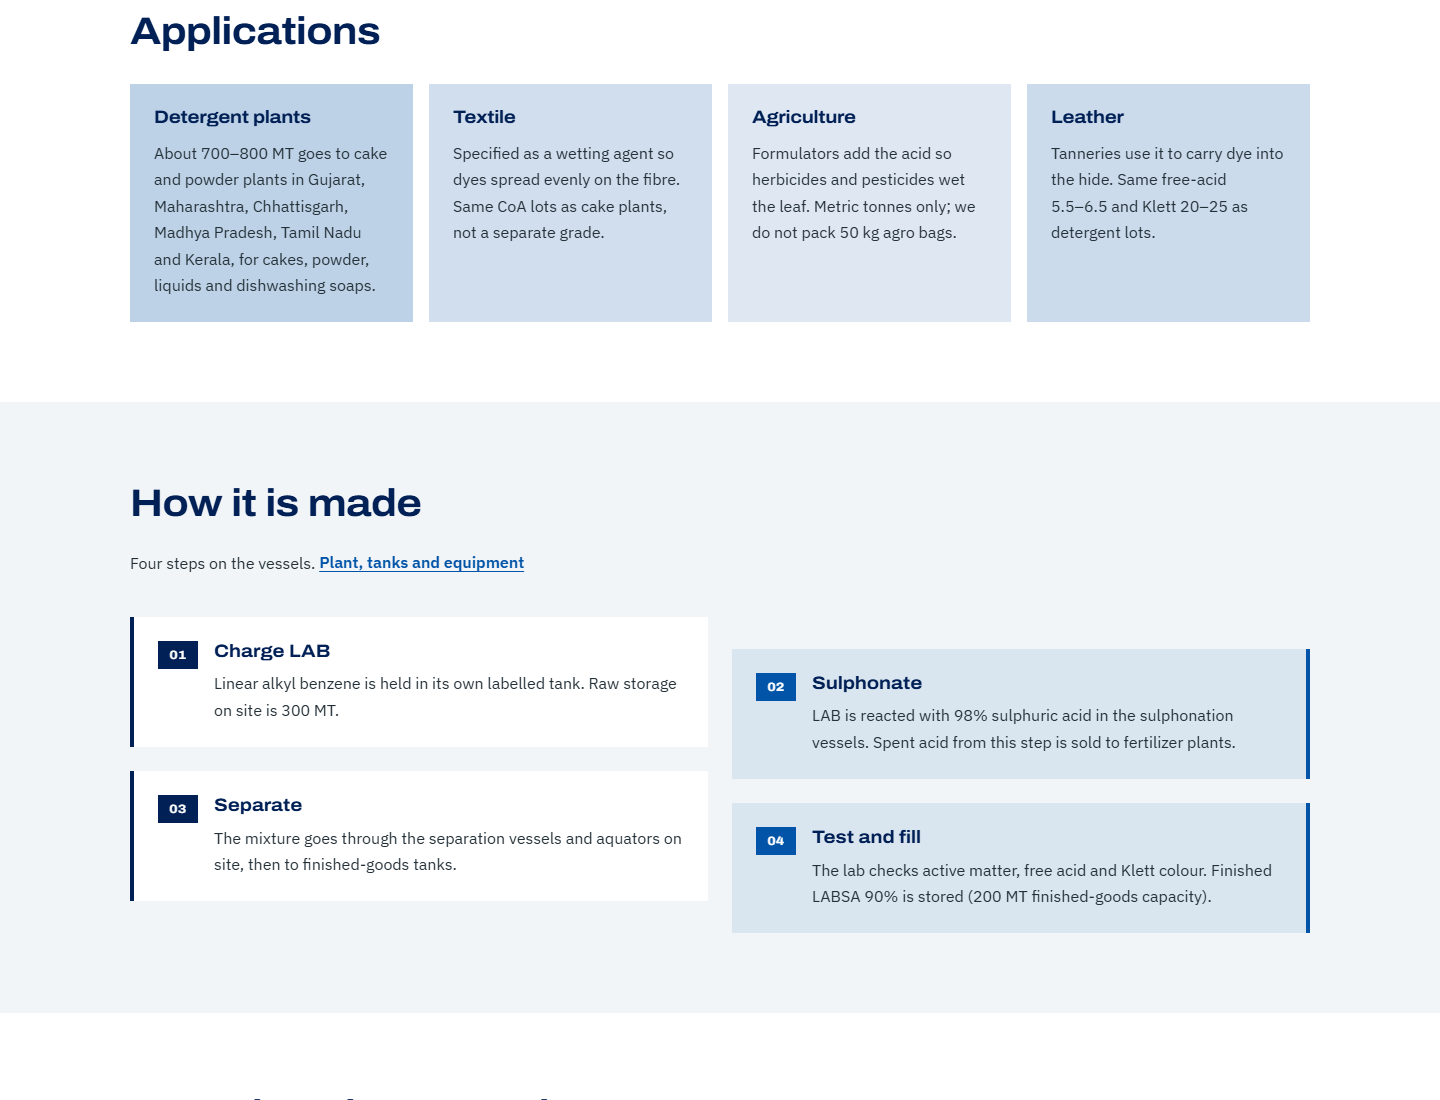 Applications
Detergent plants
About 700–800 MT goes to cake
and powder plants in Gujarat,
Maharashtra, Chhattisgarh,
Madhya Pradesh, Tamil Nadu
and Kerala, for cakes, powder,
liquids and dishwashing soaps.
Textile
Specified as a wetting agent so
dyes spread evenly on the fibre.
Same CoA lots as cake plants,
not a separate grade.
Agriculture
Formulators add the acid so
herbicides and pesticides wet
the leaf. Metric tonnes only; we
do not pack 50 kg agro bags.
Leather
Tanneries use it to carry dye into
the hide. Same free-acid
5.5–6.5 and Klett 20–25 as
detergent lots.
How it is made
Four steps on the vessels. Plant, tanks and equipment
01 Charge LAB
Linear alkyl benzene is held in its own labelled tank. Raw storage
on site is 300 MT.
02 Sulphonate
LAB is reacted with 98% sulphuric acid in the sulphonation
vessels. Spent acid from this step is sold to fertilizer plants.
03 Separate
The mixture goes through the separation vessels and aquators on
site, then to finished-goods tanks.
04 Test and fill
The lab checks active matter, free acid and Klett colour. Finished
LABSA 90% is stored (200 MT finished-goods capacity).